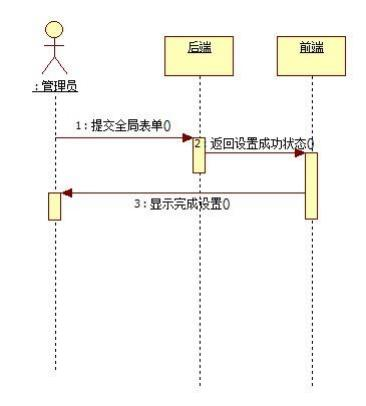 后端
前端
: 管理员
1 : 提交全局表单()
2 : 返回设置成功状态()
3 : 显示完成设置()